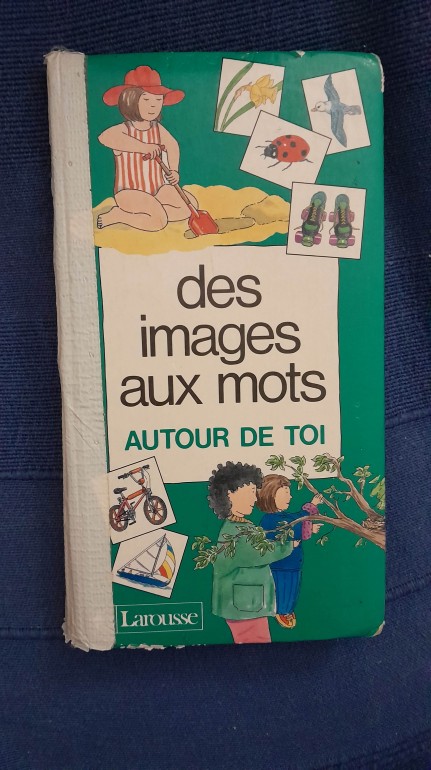 des
images
aux mots
AUTOUR DE TOI
Larousse